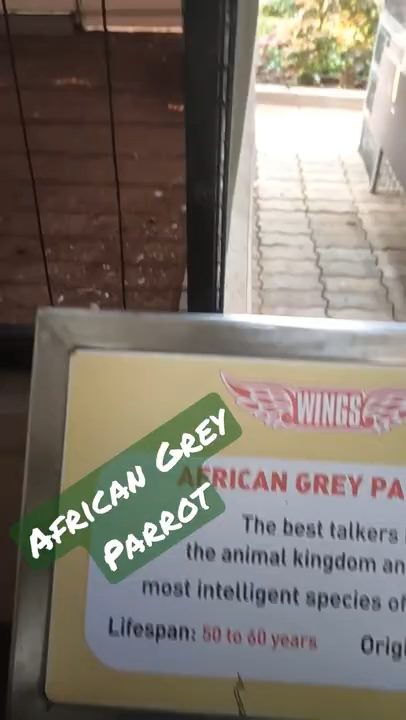 WINGS
AFRICAN GREY PA
The best talkers
the animal kingdom an
most intelligent species of
Lifespan: 50 to 60 years Origi
African Grey
Parrot